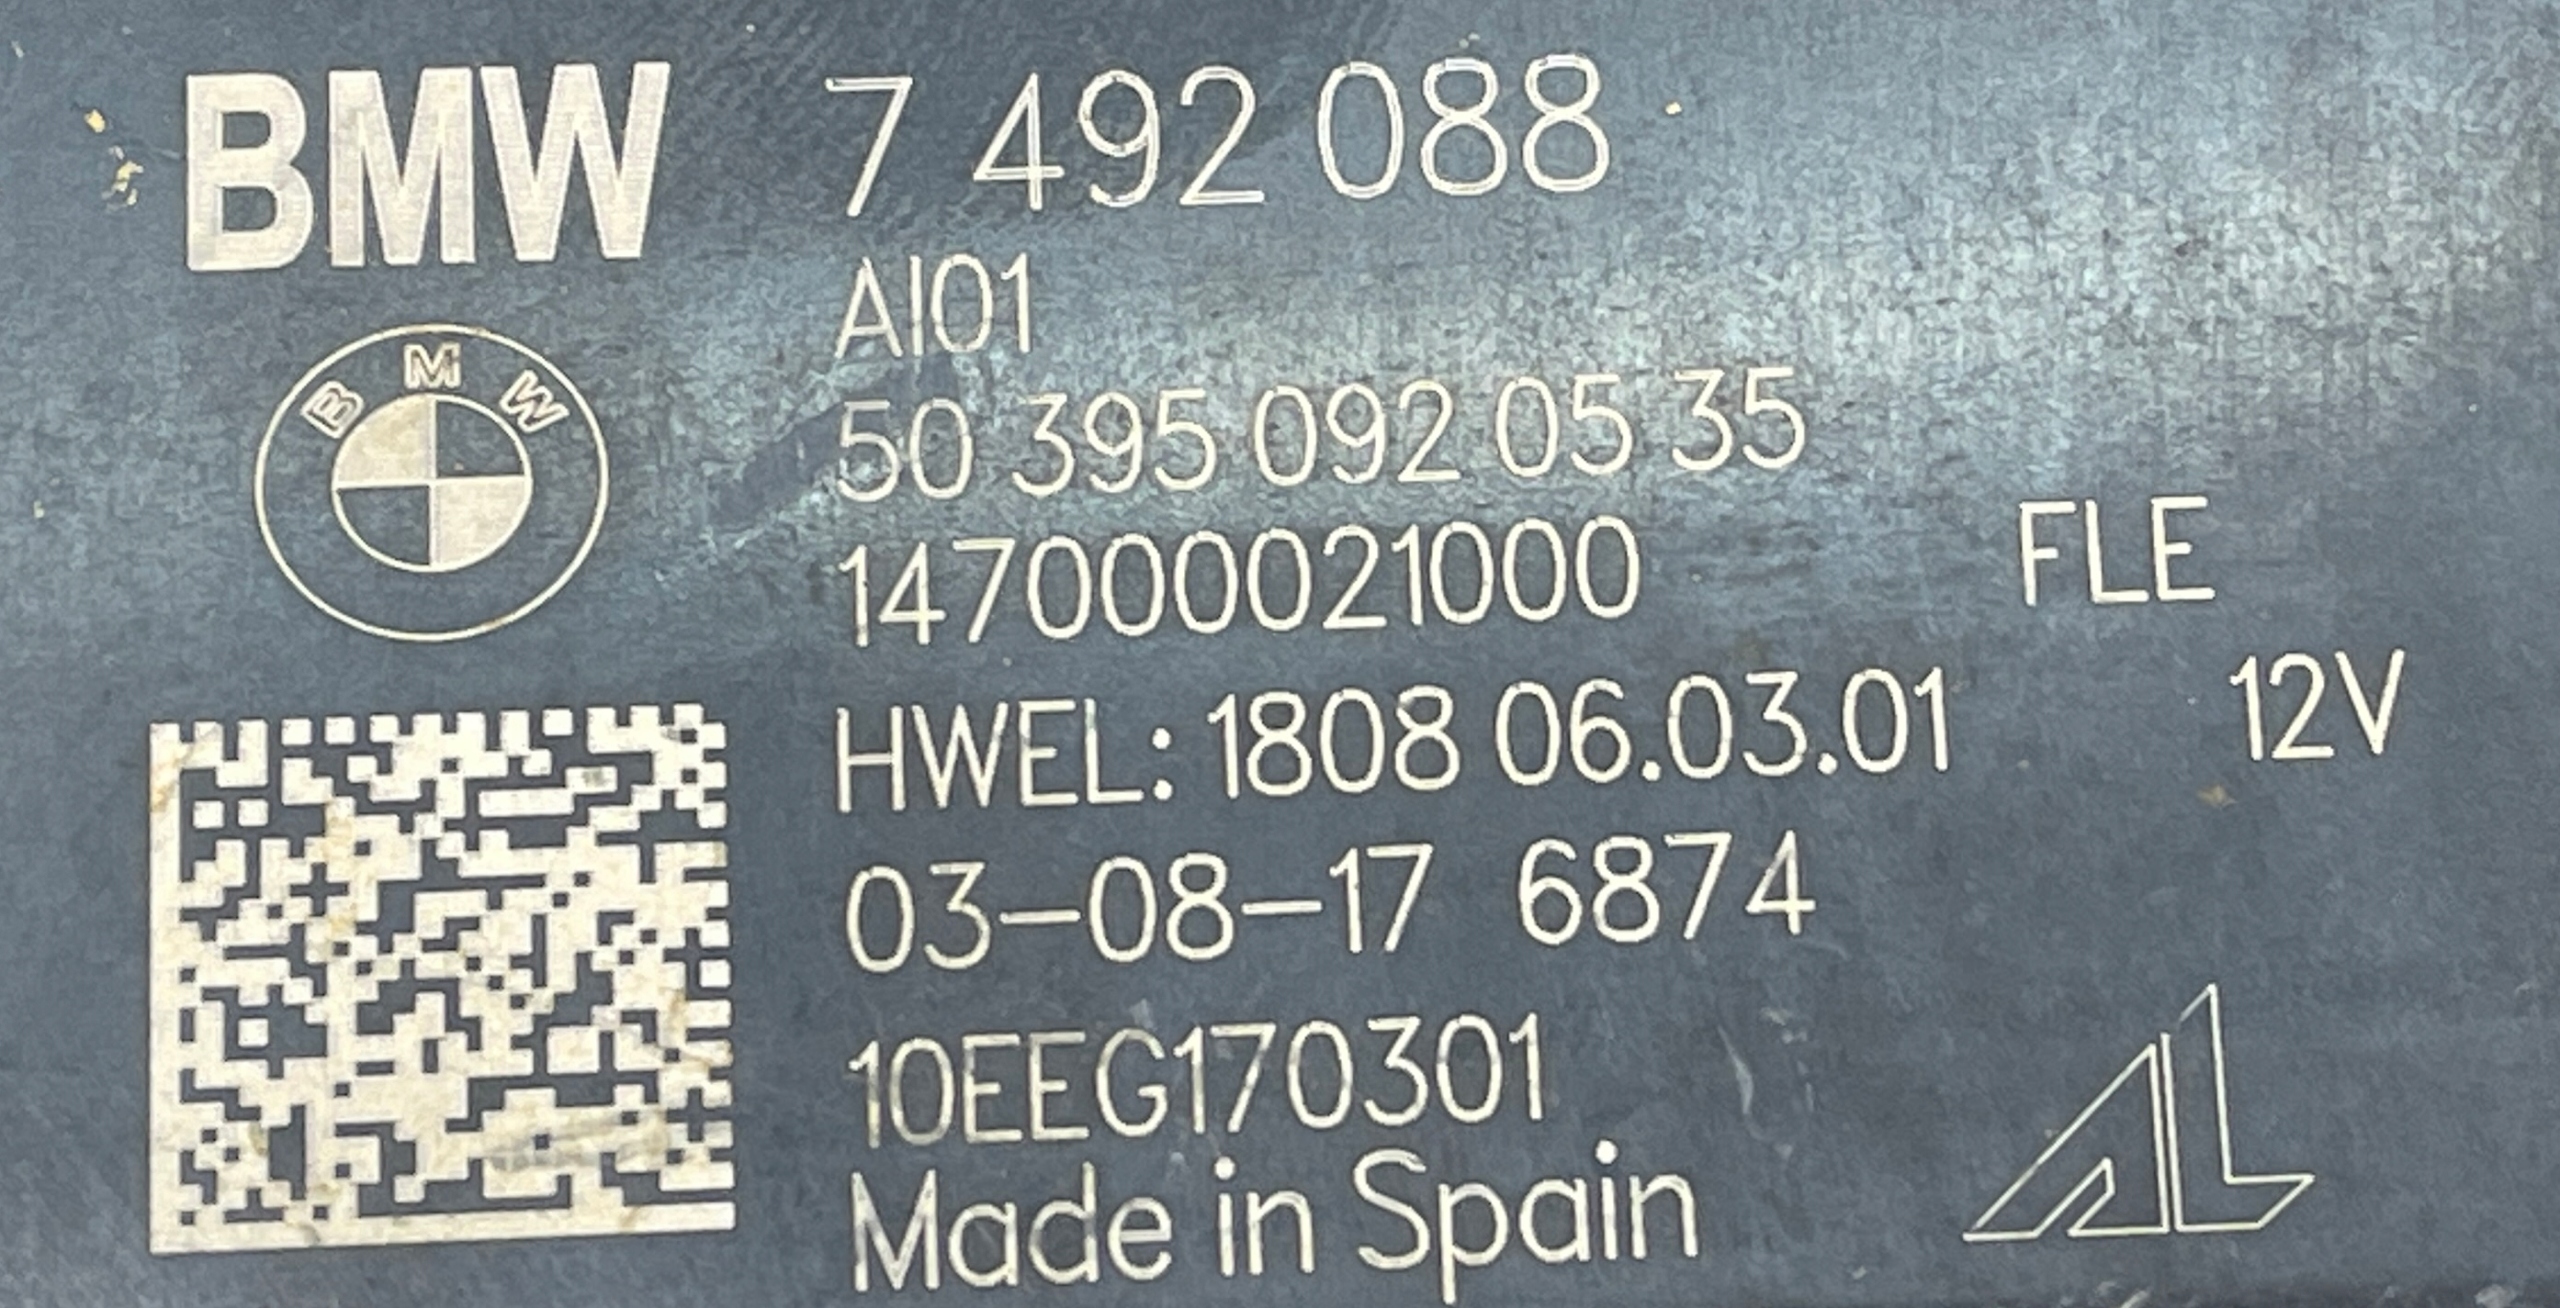 BMW 7 492 088
AI01
BMW
50 395 092 05 35
147000021000 FLE
HWEL: 1808 06.03.01 12V
03-08-17 6874
10EEG170301
Made in Spain
AL